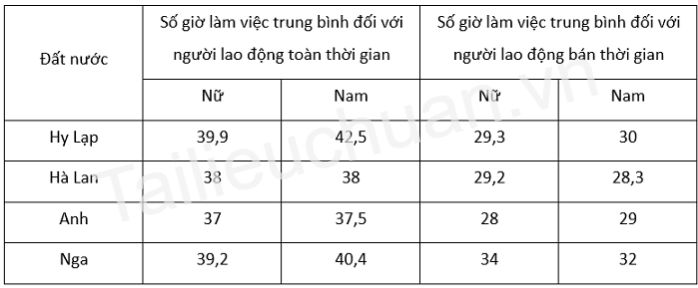 Đất nước
Số giờ làm việc trung bình đối với
người lao động toàn thời gian
Số giờ làm việc trung bình đối với
người lao động bán thời gian
Nữ Nam Nữ Nam
Hy Lạp 39,9 42,5 29,3 30
Hà Lan 38 38 29,2 28,3
Anh 37 37,5 28 29
Nga 39,2 40,4 34 32
Tailieuchuan.vn